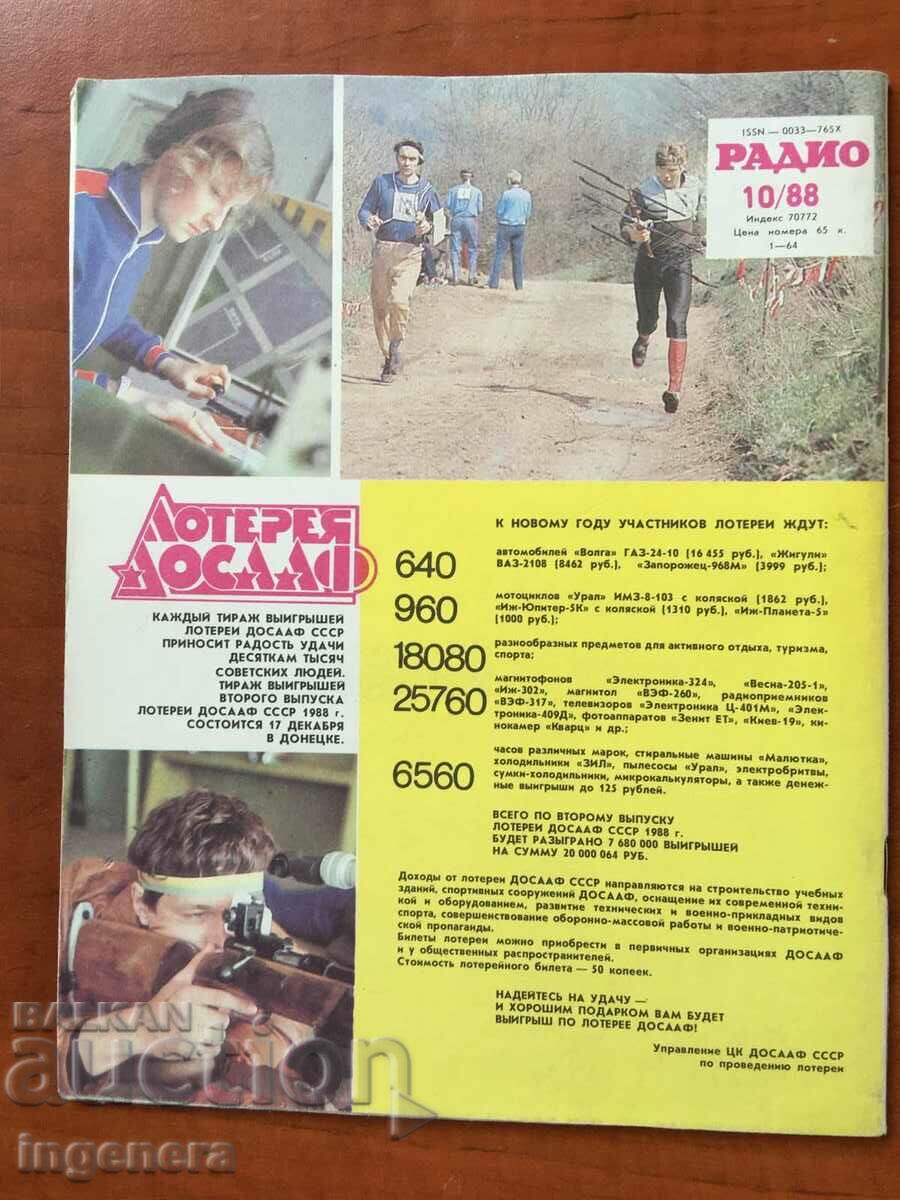 ISSN — 0033—765X
РАДИО
10/88
Индекс 70772
Цена номера 65 к.
1—64
ЛОТЕРЕЯ
ДОСААФ
КАЖДЫЙ ТИРАЖ ВЫИГРЫШЕЙ
ЛОТЕРЕИ ДОСААФ СССР
ПРИНОСИТ РАДОСТЬ УДАЧИ
ДЕСЯТКАМ ТЫСЯЧ
СОВЕТСКИХ ЛЮДЕЙ.
ТИРАЖ ВЫИГРЫШЕЙ
ВТОРОГО ВЫПУСКА
ЛОТЕРЕИ ДОСААФ СССР 1988 г.
СОСТОИТСЯ 17 ДЕКАБРЯ
В ДОНЕЦКЕ.
К НОВОМУ ГОДУ УЧАСТНИКОВ ЛОТЕРЕИ ЖДУТ:
640
автомобилей «Волга» ГАЗ-24-10 (16 455 руб.), «Жигули»
ВАЗ-2108 (8462 руб.), «Запорожец-968М» (3999 руб.);
960
мотоциклов «Урал» ИМЗ-8-103 с коляской (1862 руб.),
«Иж-Юпитер-5К» с коляской (1310 руб.), «Иж-Планета-5»
(1000 руб.);
18080
разнообразных предметов для активного отдыха, туризма,
спорта;
25760
магнитофонов «Электроника-324», «Весна-205-1»,
«Иж-302», магнитол «ВЭФ-260», радиоприемников
«ВЭФ-317», телевизоров «Электроника Ц-401М», «Элек-
троника-409Д», фотоаппаратов «Зенит ЕТ», «Киев-19», ки-
нокамер «Кварц» и др.;
6560
часов различных марок, стиральные машины «Малютка»,
холодильники «ЗИЛ», пылесосы «Урал», электробритвы,
сумки-холодильники, микрокалькуляторы, а также денеж-
ные выигрыши до 125 рублей.
ВСЕГО ПО ВТОРОМУ ВЫПУСКУ
ЛОТЕРЕИ ДОСААФ СССР 1988 г.
БУДЕТ РАЗЫГРАНО 7 680 000 ВЫИГРЫШЕЙ
НА СУММУ 20 000 064 РУБ.
Доходы от лотереи ДОСААФ СССР направляются на строительство учебных
зданий, спортивных сооружений ДОСААФ, оснащение их современной техни-
кой и оборудованием, развитие технических и военно-прикладных видов
спорта, совершенствование оборонно-массовой работы и военно-патриотиче-
ской пропаганды.
Билеты лотереи можно приобрести в первичных организациях ДОСААФ
и у общественных распространителей.
Стоимость лотерейного билета — 50 копеек.
НАДЕЙТЕСЬ НА УДАЧУ —
И ХОРОШИМ ПОДАРКОМ ВАМ БУДЕТ
ВЫИГРЫШ ПО ЛОТЕРЕЕ ДОСААФ!
Управление ЦК ДОСААФ СССР
по проведению лотереи
BALKAN
auction
ingenera